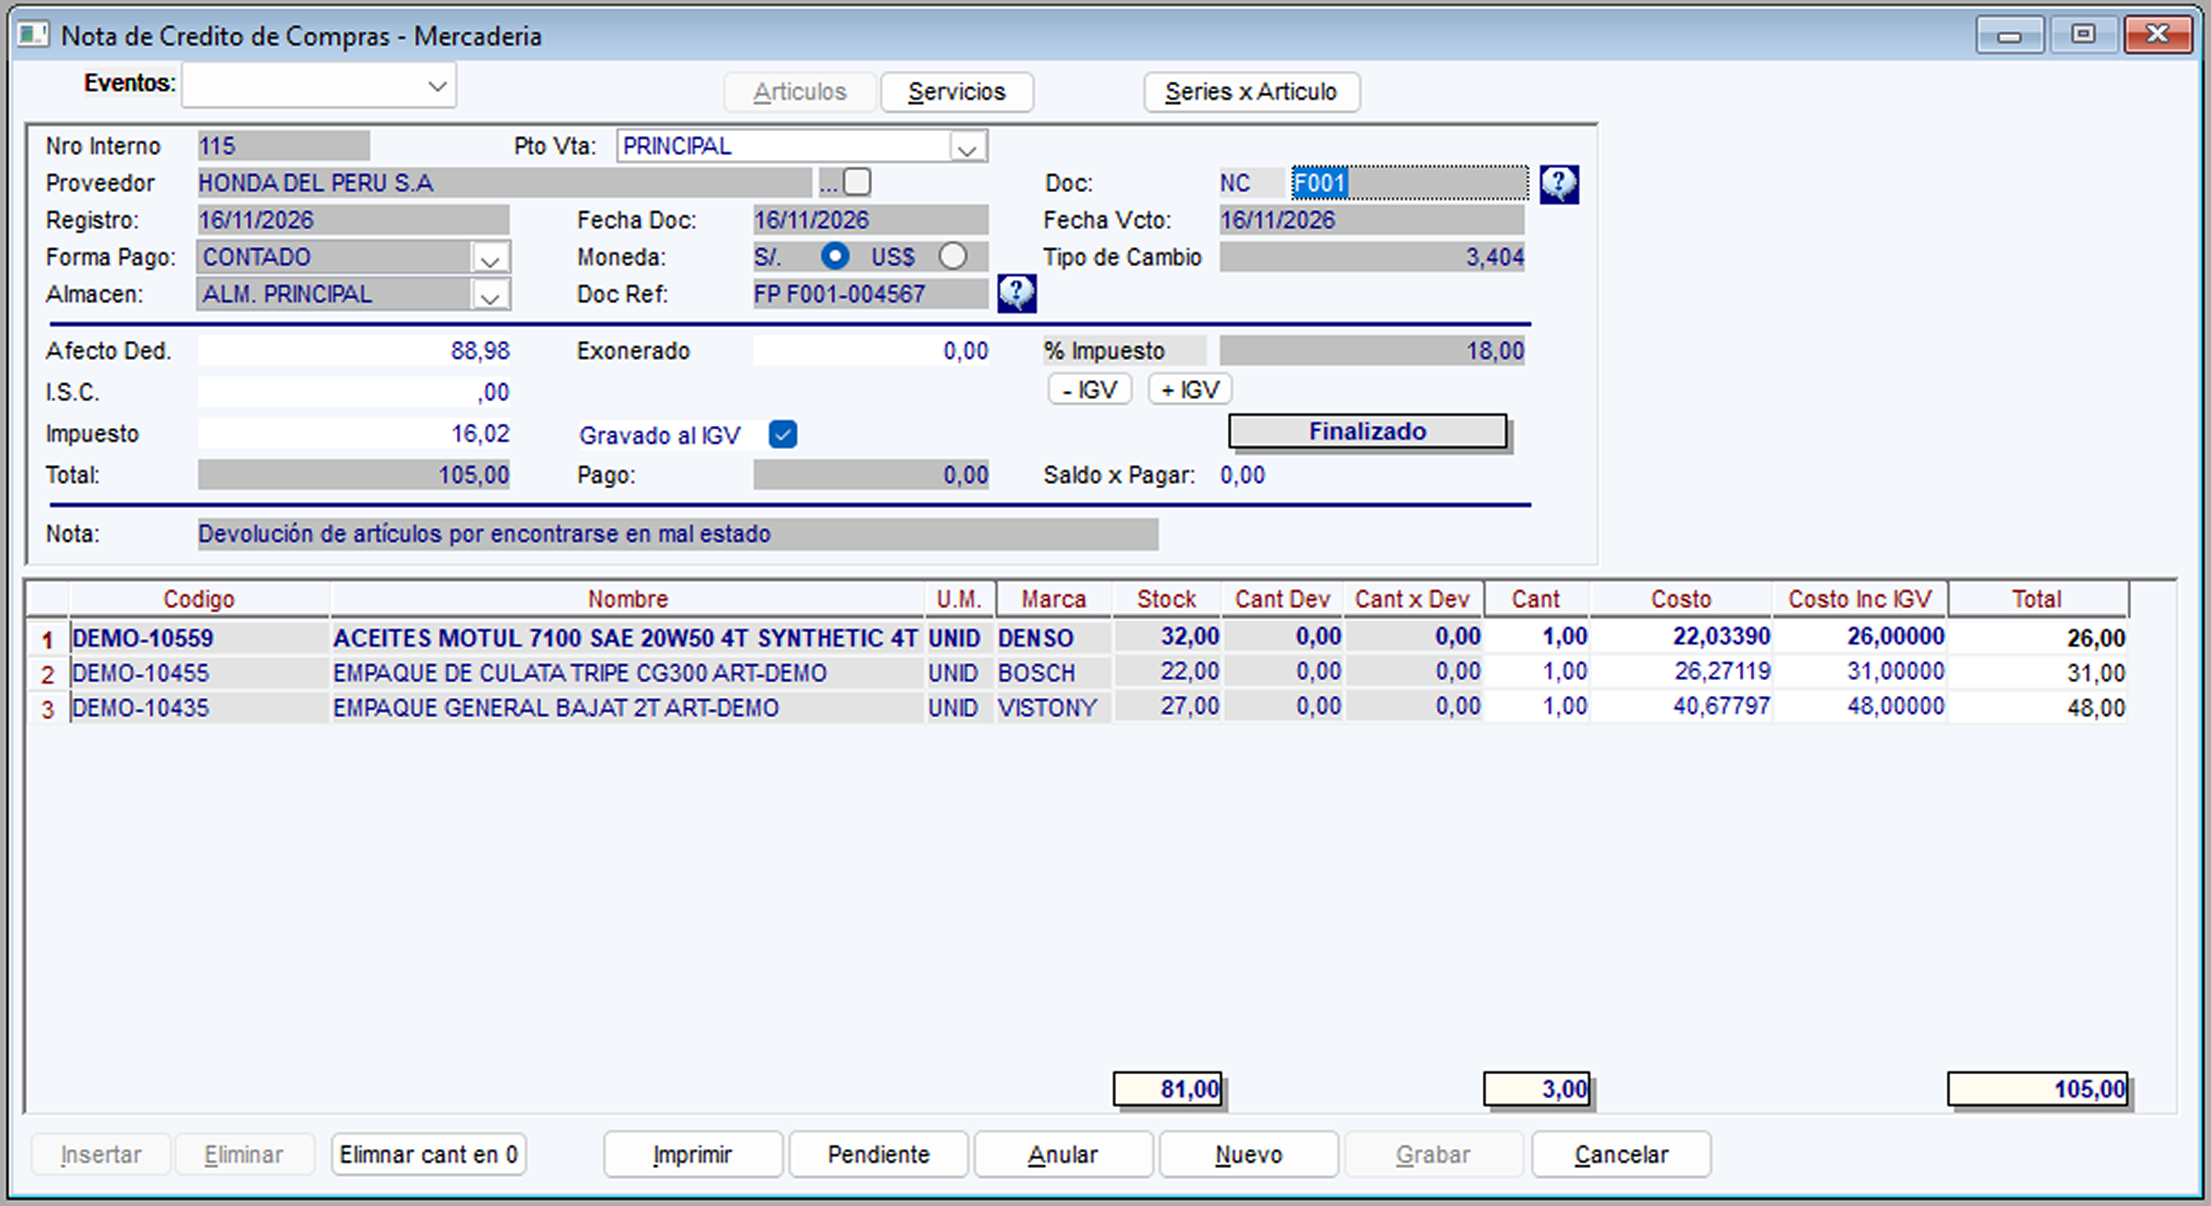 Nota de Credito de Compras - Mercaderia
Eventos:
Articulos Servicios Series x Articulo
Nro Interno 115 Pto Vta: PRINCIPAL
Proveedor HONDA DEL PERU S.A ... Doc: NC F001
Registro: 16/11/2026 Fecha Doc: 16/11/2026 Fecha Vcto: 16/11/2026
Forma Pago: CONTADO Moneda: S/. US$ Tipo de Cambio 3,404
Almacen: ALM. PRINCIPAL Doc Ref: FP F001-004567
Afecto Ded. 88,98 Exonerado 0,00 % Impuesto 18,00
I.S.C. ,00 - IGV + IGV
Impuesto 16,02 Gravado al IGV Finalizado
Total: 105,00 Pago: 0,00 Saldo x Pagar: 0,00
Nota: Devolución de artículos por encontrarse en mal estado
Codigo Nombre U.M. Marca Stock Cant Dev Cant x Dev Cant Costo Costo Inc IGV Total
1 DEMO-10559 ACEITES MOTUL 7100 SAE 20W50 4T SYNTHETIC 4T UNID DENSO 32,00 0,00 0,00 1,00 22,03390 26,00000 26,00
2 DEMO-10455 EMPAQUE DE CULATA TRIPE CG300 ART-DEMO UNID BOSCH 22,00 0,00 0,00 1,00 26,27119 31,00000 31,00
3 DEMO-10435 EMPAQUE GENERAL BAJAT 2T ART-DEMO UNID VISTONY 27,00 0,00 0,00 1,00 40,67797 48,00000 48,00
81,00 3,00 105,00
Insertar Eliminar Elimnar cant en 0 Imprimir Pendiente Anular Nuevo Grabar Cancelar